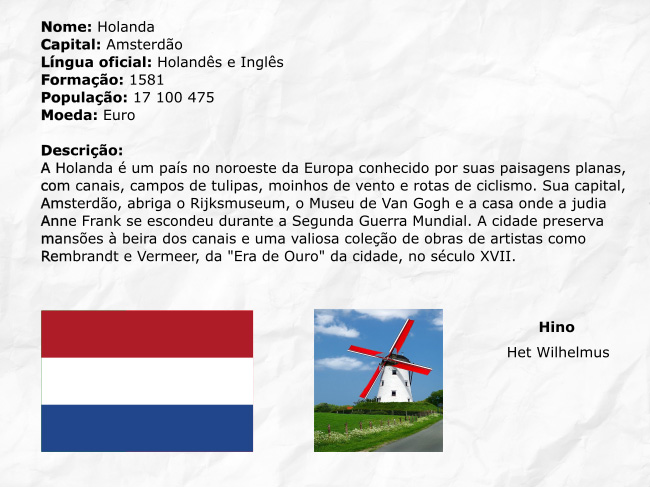 Nome: Holanda
Capital: Amsterdão
Língua oficial: Holandês e Inglês
Formação: 1581
População: 17 100 475
Moeda: Euro
Descrição:
A Holanda é um país no noroeste da Europa conhecido por suas paisagens planas,
com canais, campos de tulipas, moinhos de vento e rotas de ciclismo. Sua capital,
Amsterdão, abriga o Rijksmuseum, o Museu de Van Gogh e a casa onde a judia
Anne Frank se escondeu durante a Segunda Guerra Mundial. A cidade preserva
mansões à beira dos canais e uma valiosa coleção de obras de artistas como
Rembrandt e Vermeer, da "Era de Ouro" da cidade, no século XVII.
Hino
Het Wilhelmus